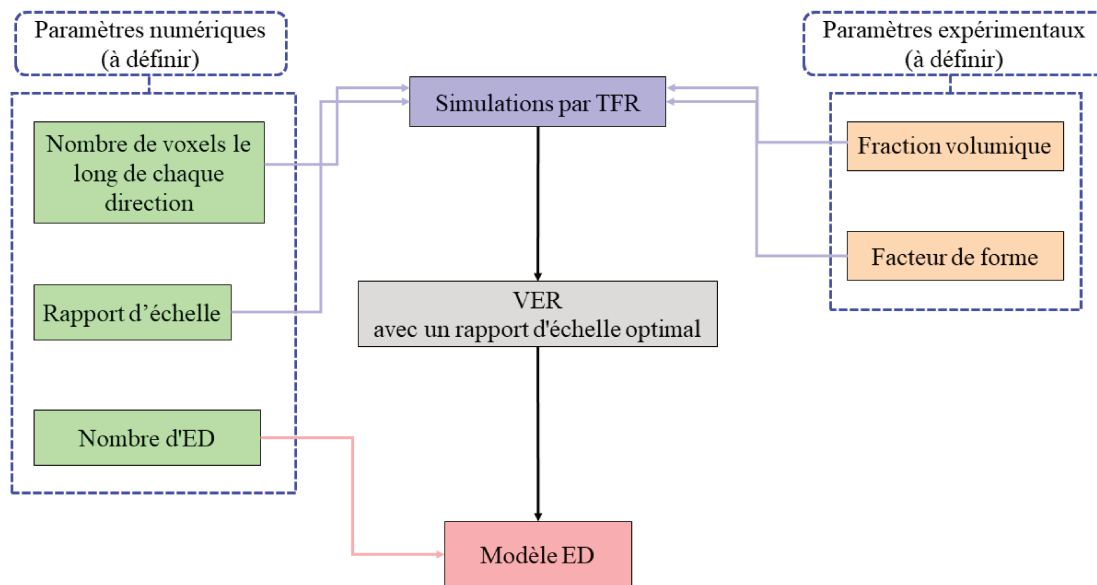 Paramètres numériques
(à définir)
Paramètres expérimentaux
(à définir)
Simulations par TFR
Nombre de voxels le
long de chaque
direction
Fraction volumique
Facteur de forme
Rapport d’échelle
VER
avec un rapport d'échelle optimal
Nombre d'ED
Modèle ED